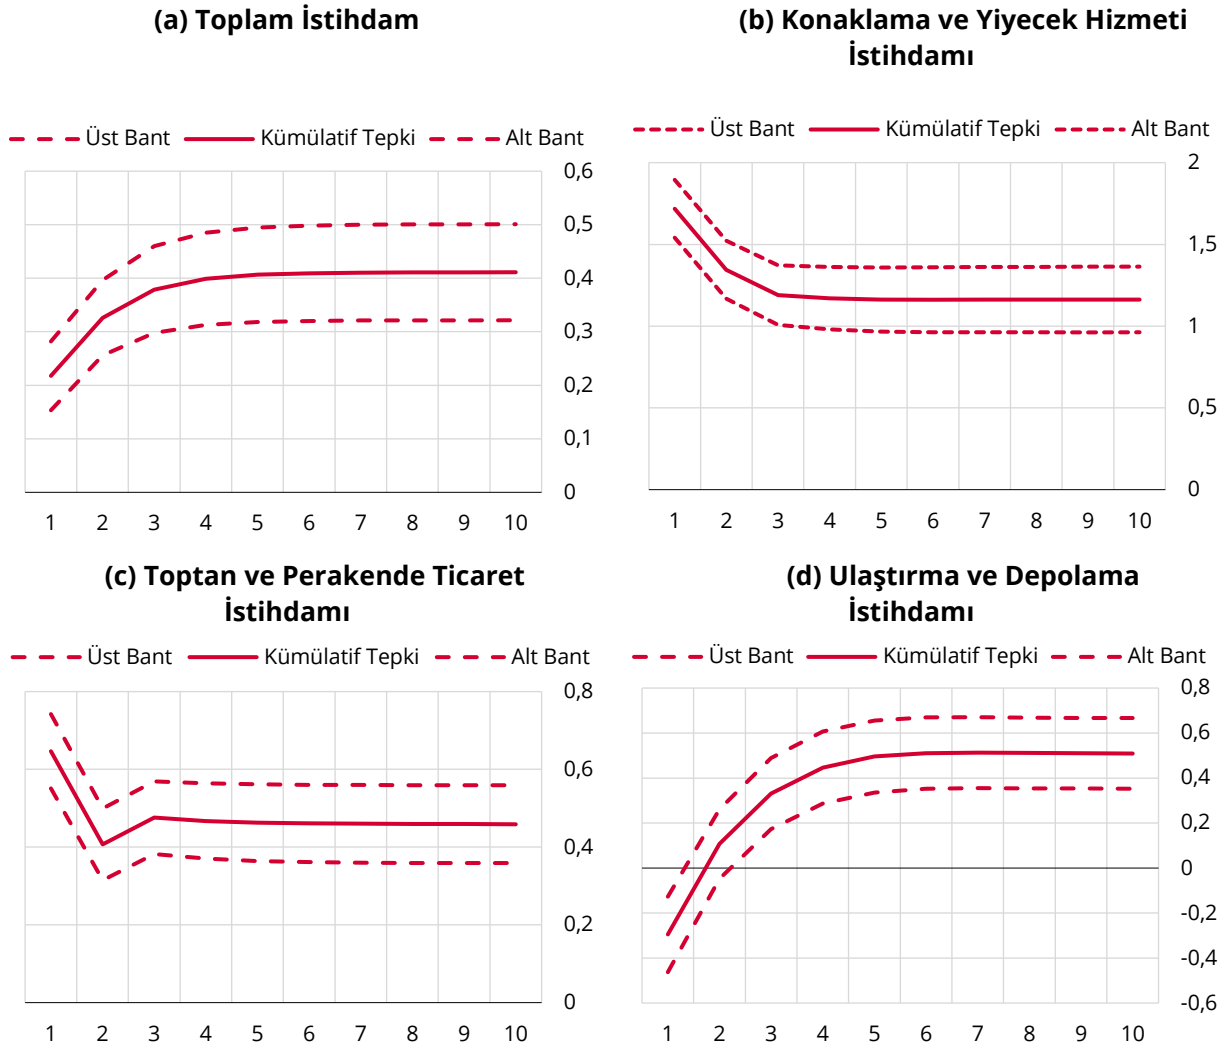 (a) Toplam İstihdam
Üst Bant Kümülatif Tepki Alt Bant
0,6
0,5
0,4
0,3
0,2
0,1
0
1 2 3 4 5 6 7 8 9 10
(b) Konaklama ve Yiyecek Hizmeti
İstihdamı
Üst Bant Kümülatif Tepki Alt Bant
2
1,5
1
0,5
0
1 2 3 4 5 6 7 8 9 10
(c) Toptan ve Perakende Ticaret
İstihdamı
Üst Bant Kümülatif Tepki Alt Bant
0,8
0,6
0,4
0,2
0
1 2 3 4 5 6 7 8 9 10
(d) Ulaştırma ve Depolama
İstihdamı
Üst Bant Kümülatif Tepki Alt Bant
0,8
0,6
0,4
0,2
0
-0,2
-0,4
-0,6
1 2 3 4 5 6 7 8 9 10